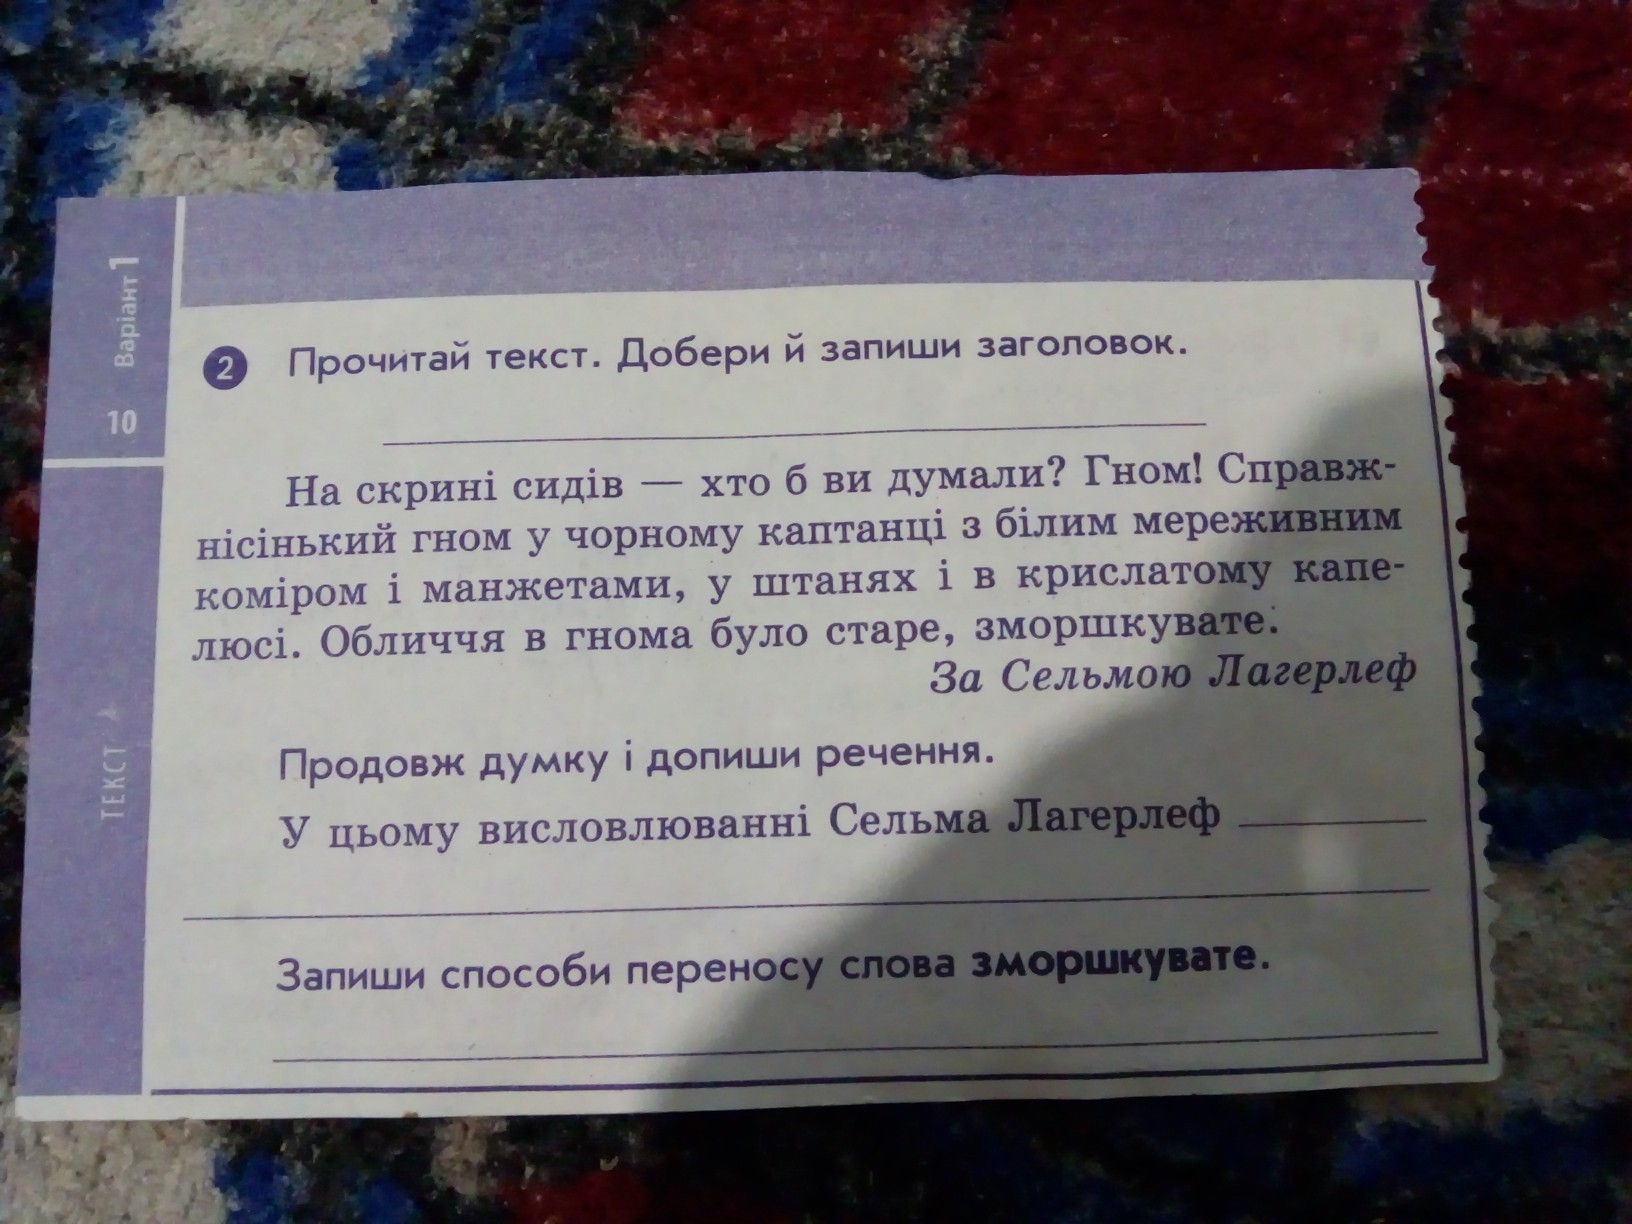 Варіант 1
10
ТЕКСТ
2 Прочитай текст. Добери й запиши заголовок.
На скрині сидів — хто б ви думали? Гном! Справж-
нісінький гном у чорному каптанці з білим мереживним
коміром і манжетами, у штанях і в крислатому капе-
люсі. Обличчя в гнома було старе, зморшкувате.
За Сельмою Лагерлеф
Продовж думку і допиши речення.
У цьому висловлюванні Сельма Лагерлеф
Запиши способи переносу слова зморшкувате.